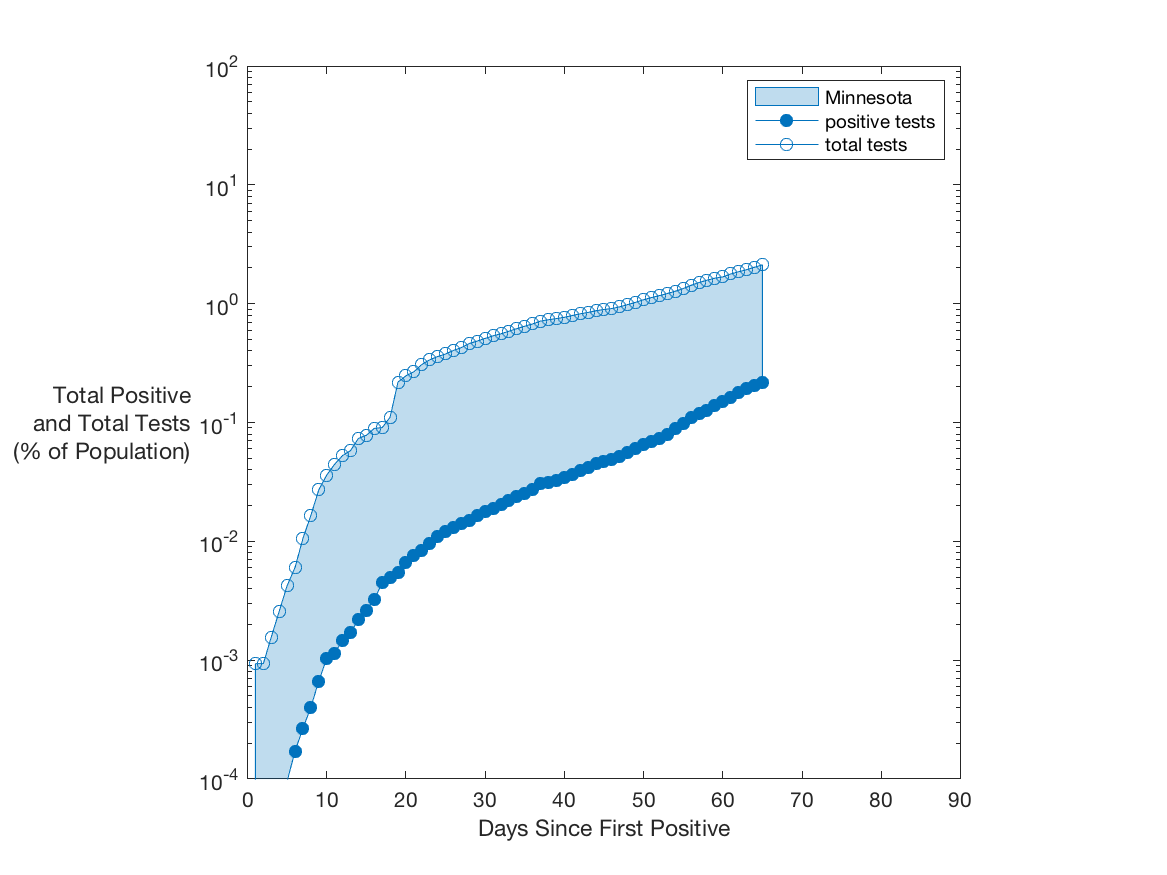 10^2
10^1
10^0
10^-1
10^-2
10^-3
10^-4
Total Positive
and Total Tests
(% of Population)
Minnesota
positive tests
total tests
0 10 20 30 40 50 60 70 80 90
Days Since First Positive